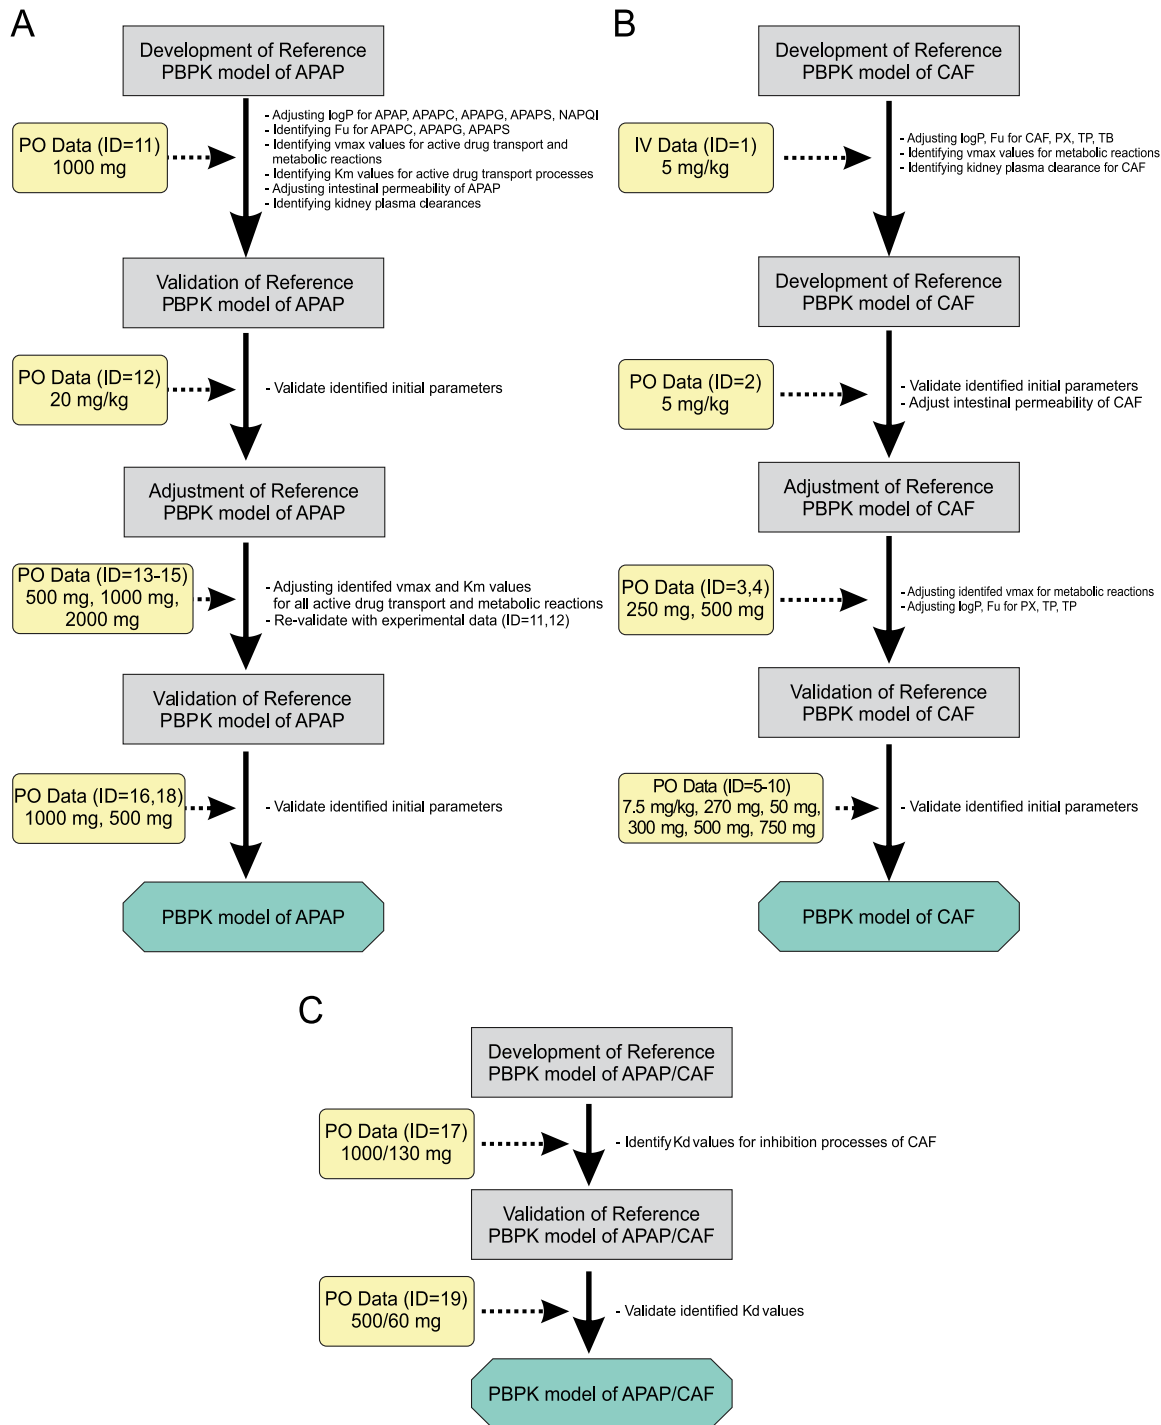 A
Development of Reference
PBPK model of APAP
PO Data (ID=11)
1000 mg
- Adjusting logP for APAP, APAPC, APAPG, APAPS, NAPQI
- Identifying Fu for APAPC, APAPG, APAPS
- Identifying vmax values for active drug transport and
metabolic reactions
- Identifying Km values for active drug transport processes
- Adjusting intestinal permeability of APAP
- Identifying kidney plasma clearances
Validation of Reference
PBPK model of APAP
PO Data (ID=12)
20 mg/kg
- Validate identified initial parameters
Adjustment of Reference
PBPK model of APAP
PO Data (ID=13-15)
500 mg, 1000 mg,
2000 mg
- Adjusting identifed vmax and Km values
for all active drug transport and metabolic reactions
- Re-validate with experimental data (ID=11,12)
Validation of Reference
PBPK model of APAP
PO Data (ID=16,18)
1000 mg, 500 mg
- Validate identified initial parameters
PBPK model of APAP
B
Development of Reference
PBPK model of CAF
IV Data (ID=1)
5 mg/kg
- Adjusting logP, Fu for CAF, PX, TP, TB
- Identifying vmax values for metabolic reactions
- Identifying kidney plasma clearance for CAF
Development of Reference
PBPK model of CAF
PO Data (ID=2)
5 mg/kg
- Validate identified initial parameters
- Adjust intestinal permeability of CAF
Adjustment of Reference
PBPK model of CAF
PO Data (ID=3,4)
250 mg, 500 mg
- Adjusting identifed vmax for metabolic reactions
- Adjusting logP, Fu for PX, TP, TP
Validation of Reference
PBPK model of CAF
PO Data (ID=5-10)
7.5 mg/kg, 270 mg, 50 mg,
300 mg, 500 mg, 750 mg
- Validate identified initial parameters
PBPK model of CAF
C
Development of Reference
PBPK model of APAP/CAF
PO Data (ID=17)
1000/130 mg
- Identify Kd values for inhibition processes of CAF
Validation of Reference
PBPK model of APAP/CAF
PO Data (ID=19)
500/60 mg
- Validate identified Kd values
PBPK model of APAP/CAF